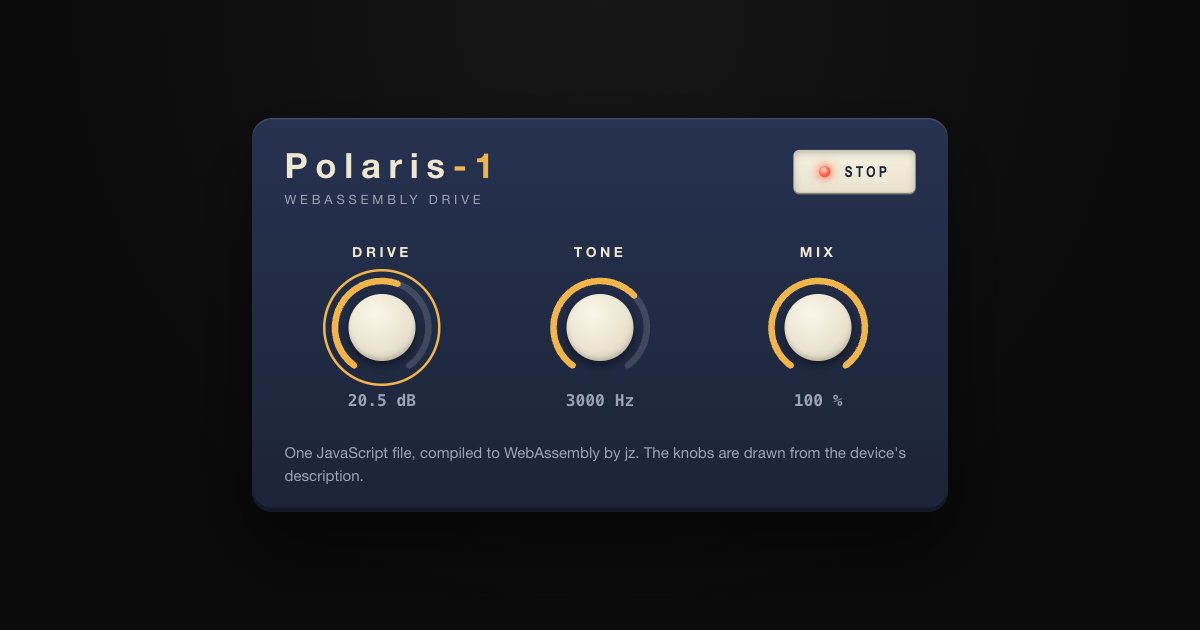 Polaris-1
STOP
WEBASSEMBLY DRIVE
DRIVE
TONE
MIX
20.5 dB
3000 Hz
100 %
One JavaScript file, compiled to WebAssembly by jz. The knobs are drawn from the device's
description.